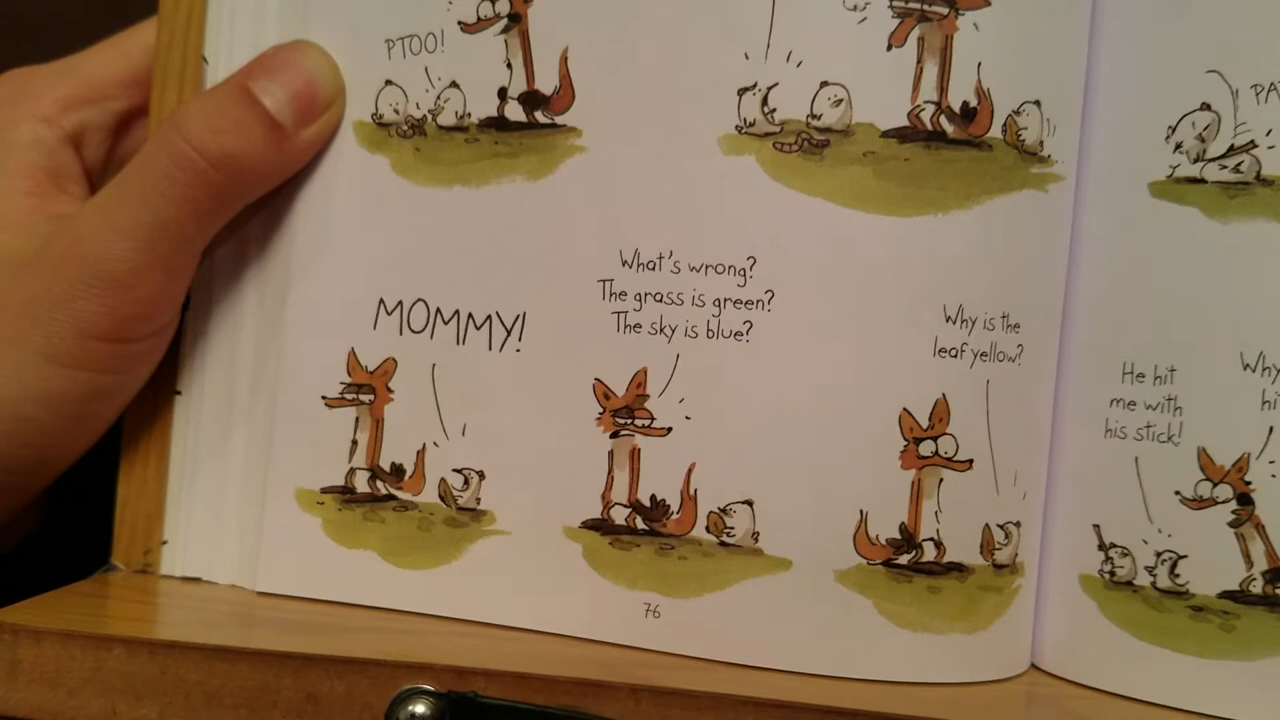 PTOO!
MOMMY!
What's wrong?
The grass is green?
The sky is blue?
Why is the
leaf yellow?
76
He hit
me with
his stick!
Why